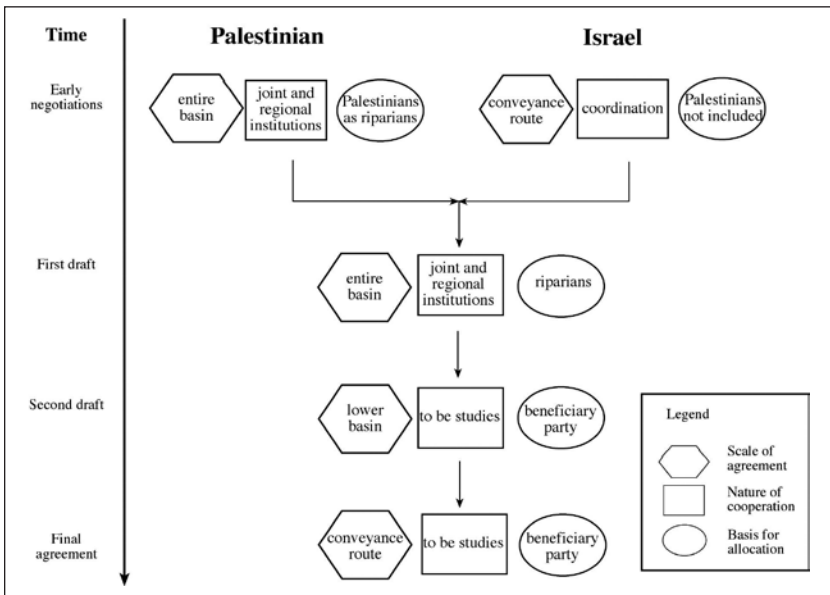 Time
Palestinian
Israel
Early
negotiations
entire
basin
joint and
regional
institutions
Palestinians
as riparians
conveyance
route
coordination
Palestinians
not included
First draft
entire
basin
joint and
regional
institutions
riparians
Second draft
lower
basin
to be studies
beneficiary
party
Final
agreement
conveyance
route
to be studies
beneficiary
party
Legend
Scale of
agreement
Nature of
cooperation
Basis for
allocation